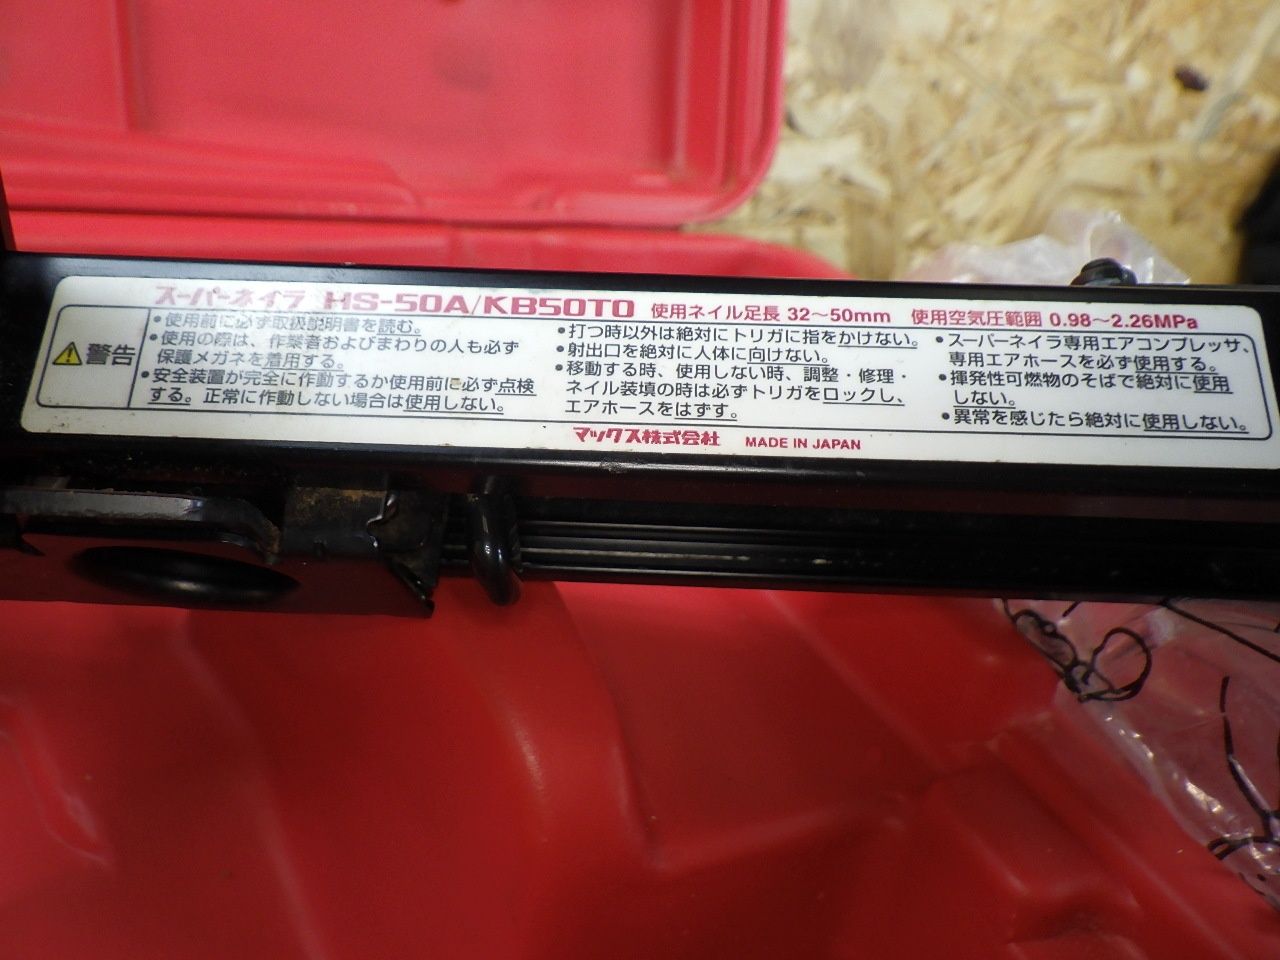 スーパーネイラ HS-50A/KB50TO 使用ネイル足長 32～50mm 使用空気圧範囲 0.98～2.26MPa
警告
・使用前に必ず取扱説明書を読む。
・使用の際は、作業者およびまわりの人も必ず
保護メガネを着用する。
・安全装置が完全に作動するか使用前に必ず点検
する。正常に作動しない場合は使用しない。
・打つ時以外は絶対にトリガに指をかけない。
・射出口を絶対に人体に向けない。
・移動する時、使用しない時、調整・修理・
ネイル装填の時は必ずトリガをロックし、
エアホースをはずす。
・スーパーネイラ専用エアコンプレッサ、
専用エアホースを必ず使用する。
・揮発性可燃物のそばで絶対に使用
しない。
・異常を感じたら絶対に使用しない。
マックス株式会社 MADE IN JAPAN